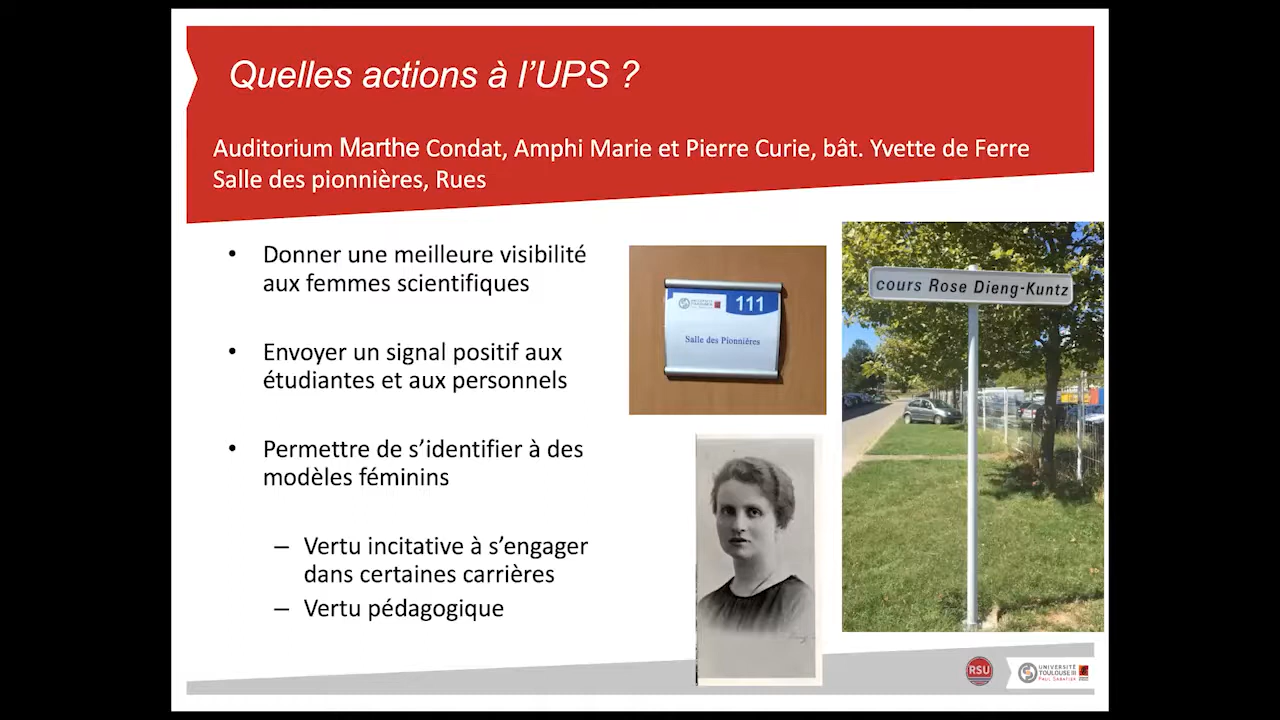 Quelles actions à l'UPS ?
Auditorium Marthe Condat, Amphi Marie et Pierre Curie, bât. Yvette de Ferre
Salle des pionnières, Rues
• Donner une meilleure visibilité
aux femmes scientifiques
• Envoyer un signal positif aux
étudiantes et aux personnels
• Permettre de s'identifier à des
modèles féminins
– Vertu incitative à s'engager
dans certaines carrières
– Vertu pédagogique
UNIVERSITÉ
TOULOUSE III
111
Salle des Pionnières
cours Rose Dieng-Kuntz
RSU
UNIVERSITÉ
TOULOUSE III
PAUL SABATIER